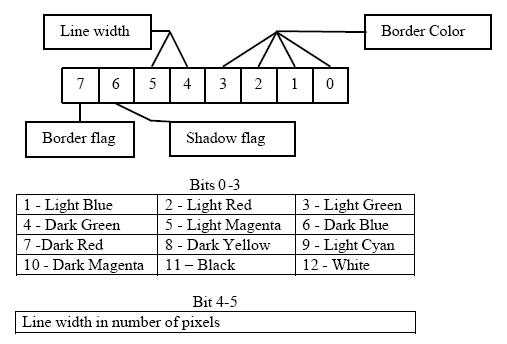 Line width Border Color
7 6 5 4 3 2 1 0
Border flag Shadow flag
Bits 0-3
1 - Light Blue 2 - Light Red 3 - Light Green
4 - Dark Green 5 - Light Magenta 6 - Dark Blue
7 -Dark Red 8 - Dark Yellow 9 - Light Cyan
10 - Dark Magenta 11 – Black 12 - White
Bit 4-5
Line width in number of pixels